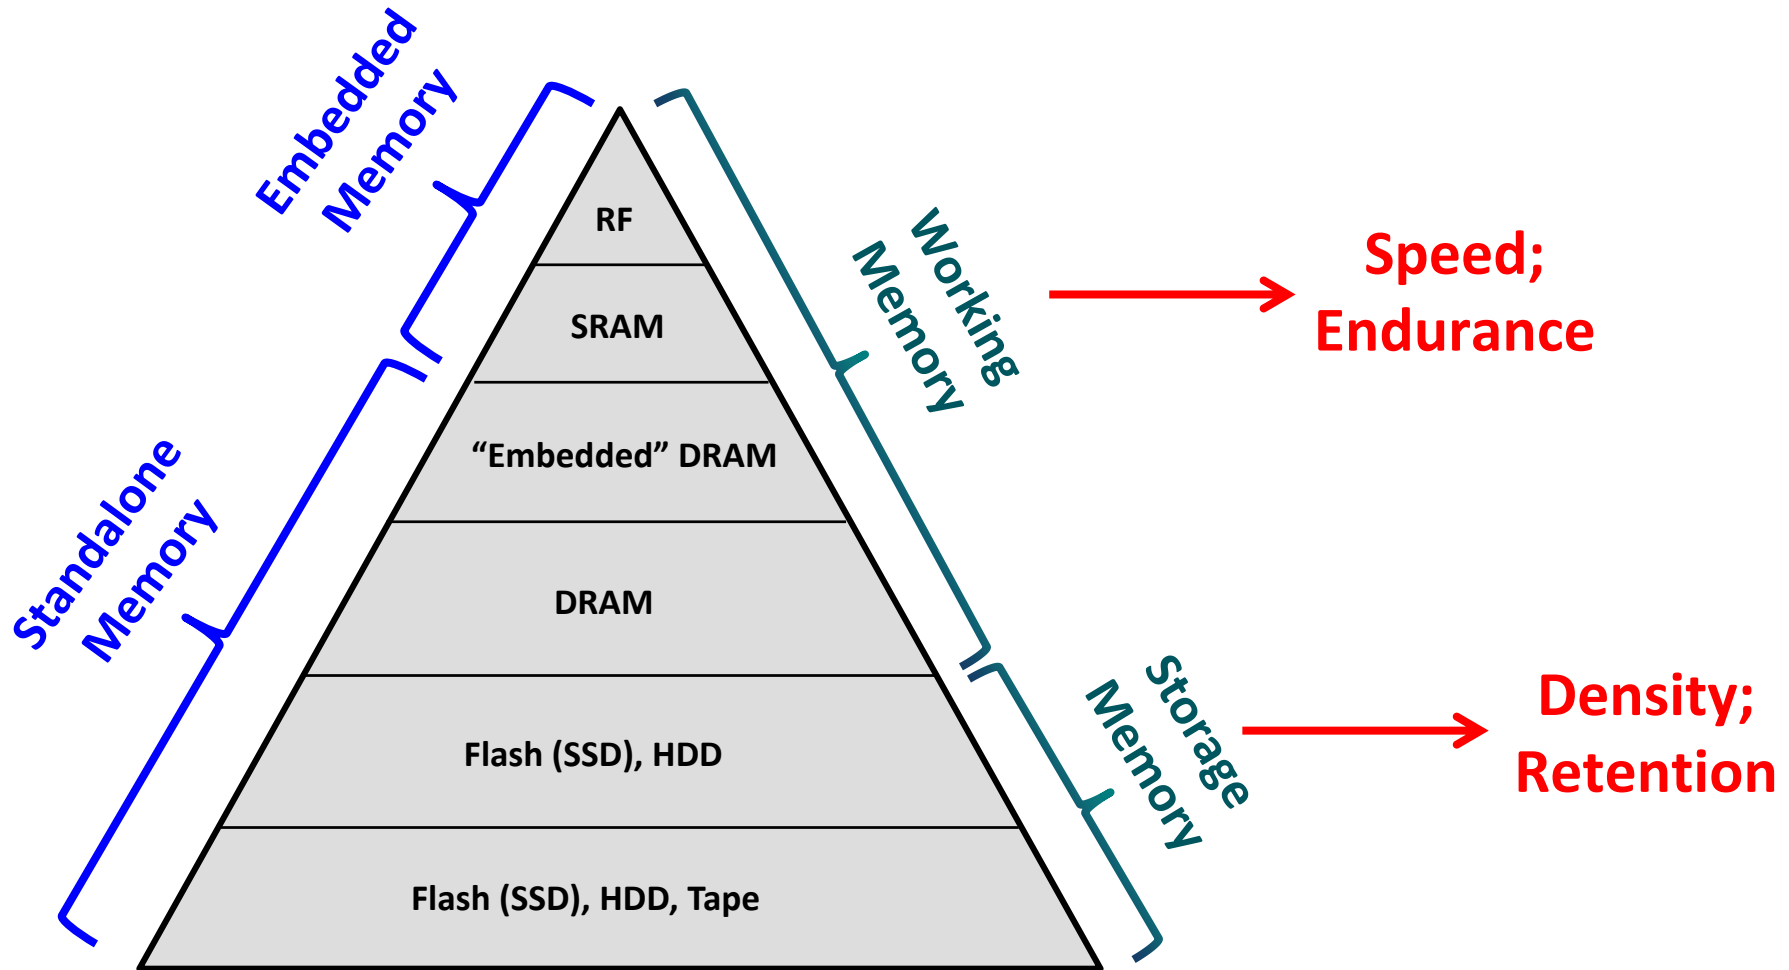 Embedded
Memory
RF
SRAM
“Embedded” DRAM
DRAM
Flash (SSD), HDD
Flash (SSD), HDD, Tape
Standalone
Memory
Working
Memory
Speed;
Endurance
Storage
Memory
Density;
Retention